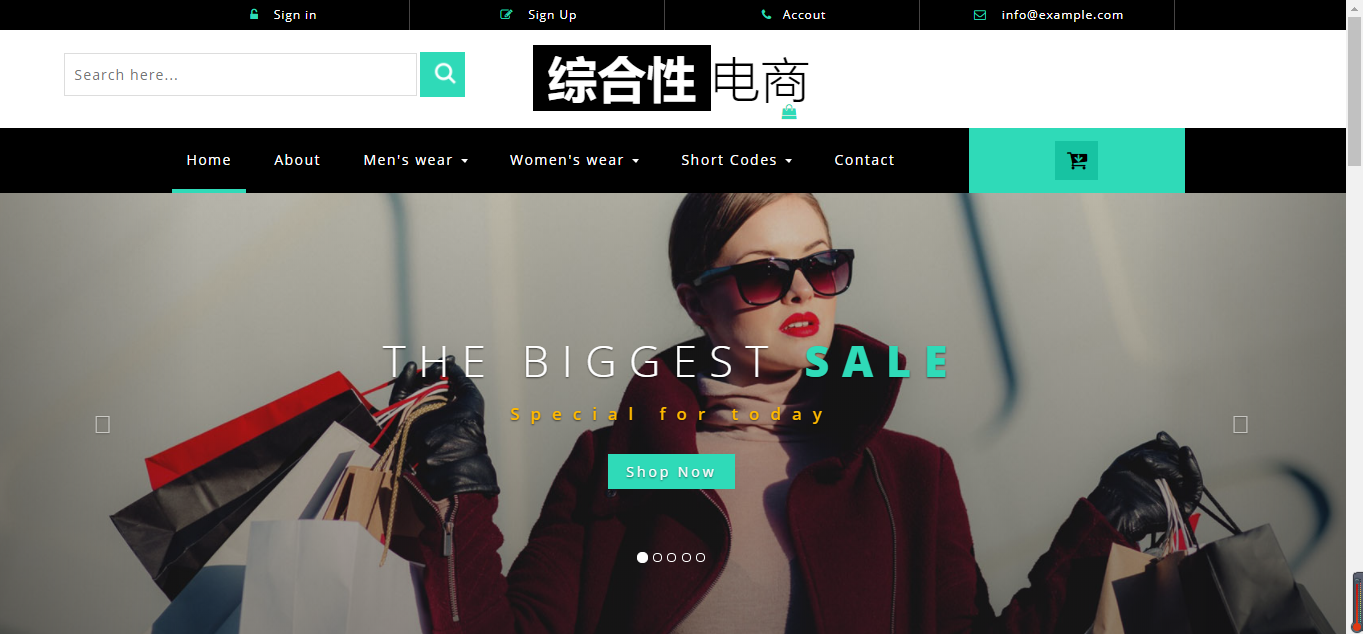 Sign in
Sign Up
Accout
info@example.com
Search here...
综合性电商
Home
About
Men's wear
Women's wear
Short Codes
Contact
THE BIGGEST SALE
Special for today
Shop Now